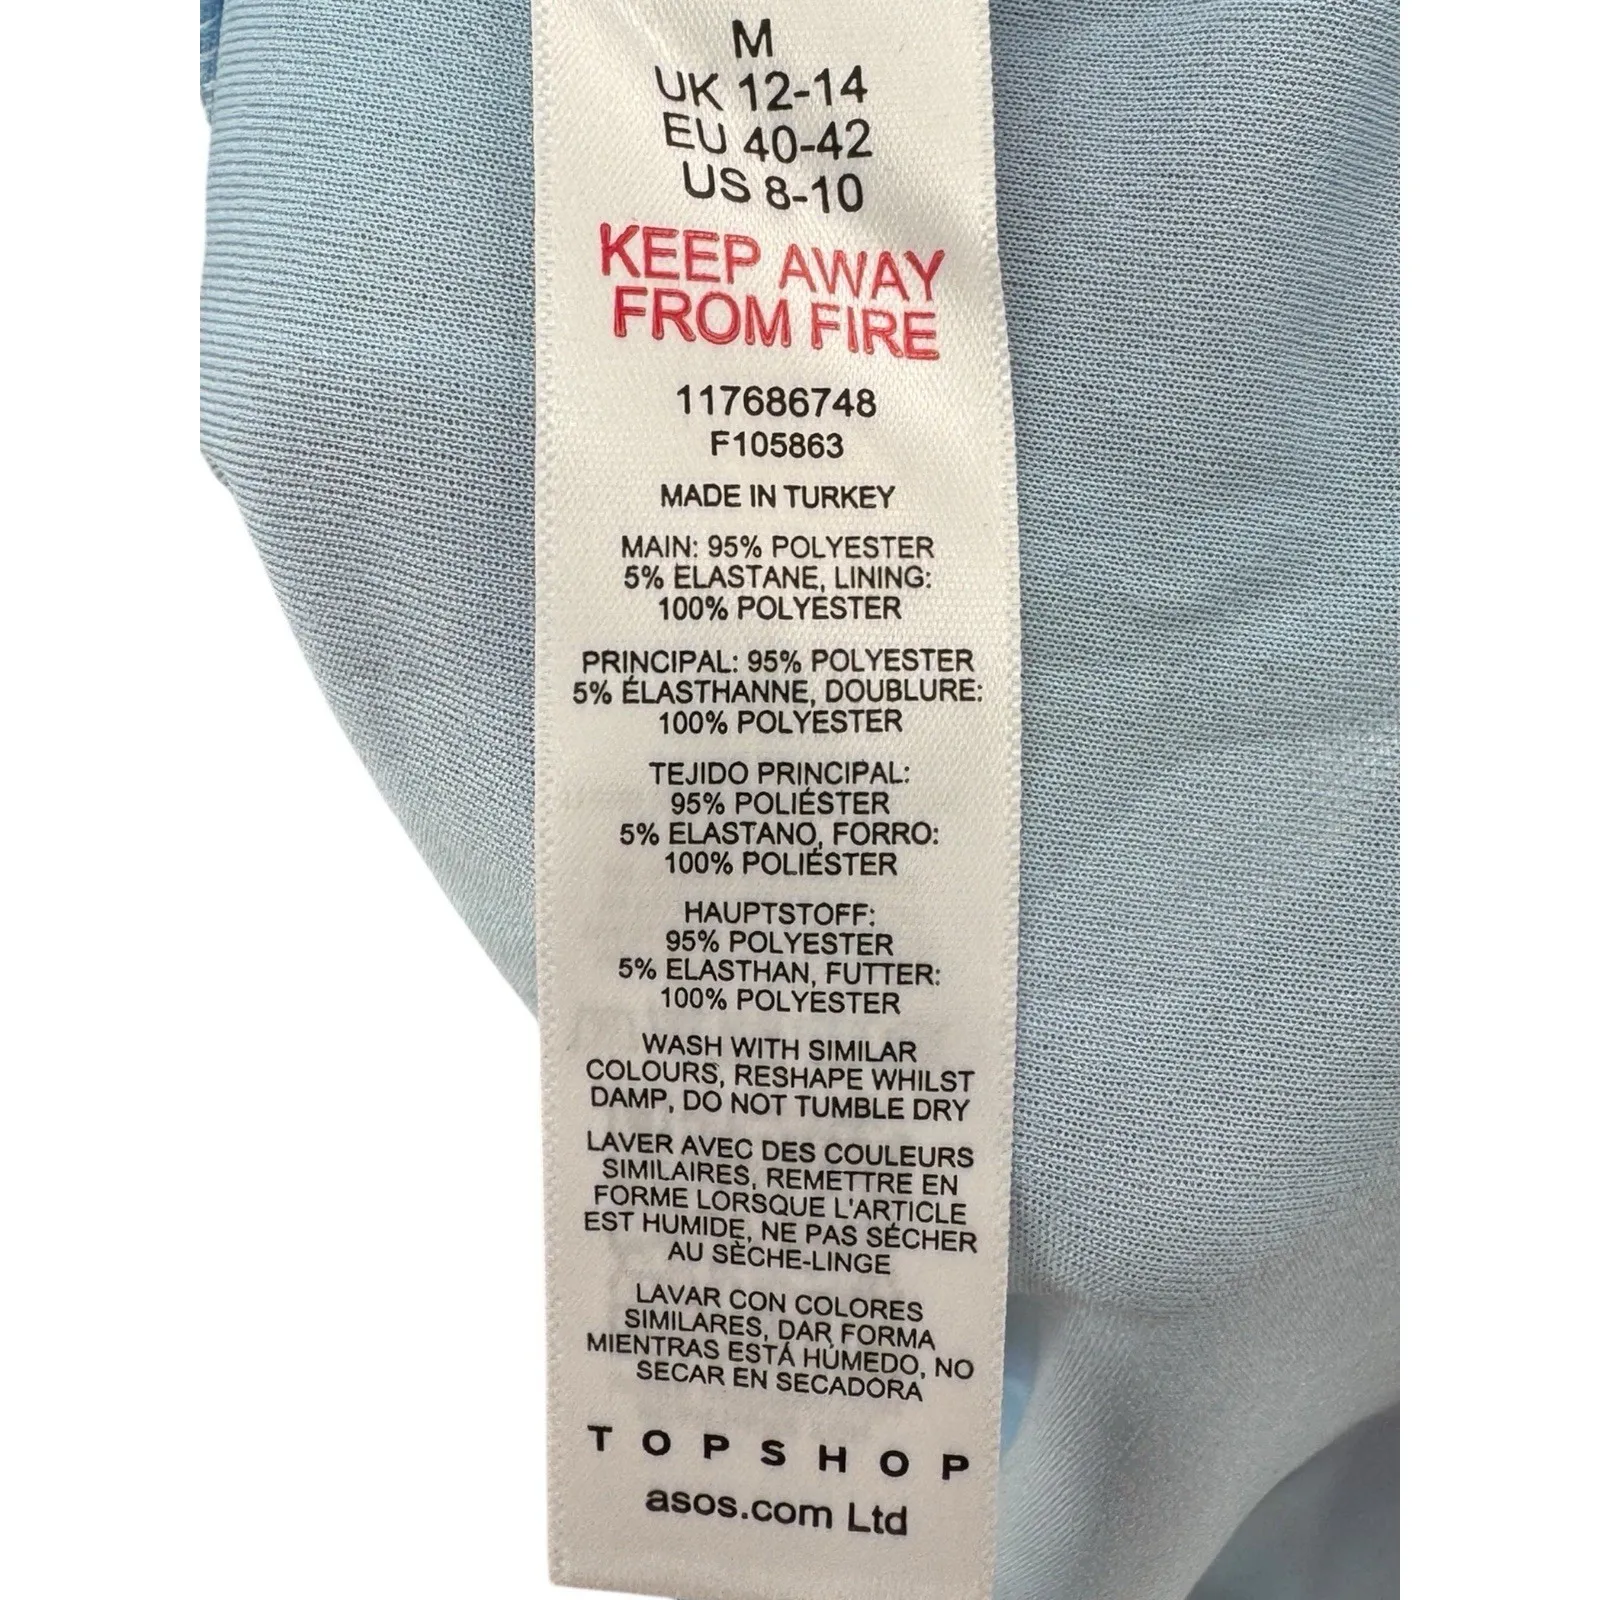 M
UK 12-14
EU 40-42
US 8-10
KEEP AWAY
FROM FIRE
117686748
F105863
MADE IN TURKEY
MAIN: 95% POLYESTER
5% ELASTANE, LINING:
100% POLYESTER
PRINCIPAL: 95% POLYESTER
5% ÉLASTHANNE, DOUBLURE:
100% POLYESTER
TEJIDO PRINCIPAL:
95% POLIÉSTER
5% ELASTANO, FORRO:
100% POLIÉSTER
HAUPTSTOFF:
95% POLYESTER
5% ELASTHAN, FUTTER:
100% POLYESTER
WASH WITH SIMILAR
COLOURS, RESHAPE WHILST
DAMP, DO NOT TUMBLE DRY
LAVER AVEC DES COULEURS
SIMILAIRES, REMETTRE EN
FORME LORSQUE L'ARTICLE
EST HUMIDE, NE PAS SÉCHER
AU SÈCHE-LINGE
LAVAR CON COLORES
SIMILARES, DAR FORMA
MIENTRAS ESTÁ HÚMEDO, NO
SECAR EN SECADORA
TOPSHOP
asos.com Ltd